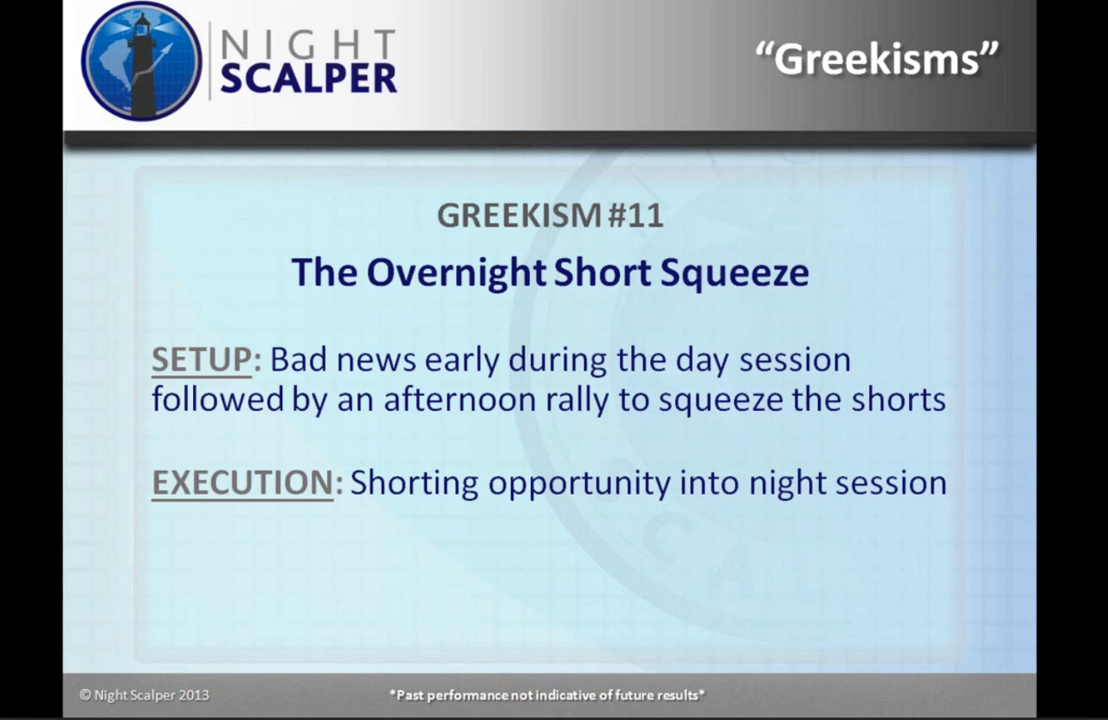 NIGHT
SCALPER
“Greekisms”
GREEKISM #11
The Overnight Short Squeeze
SETUP: Bad news early during the day session
followed by an afternoon rally to squeeze the shorts
EXECUTION: Shorting opportunity into night session
© Night Scalper 2013
*Past performance not indicative of future results*